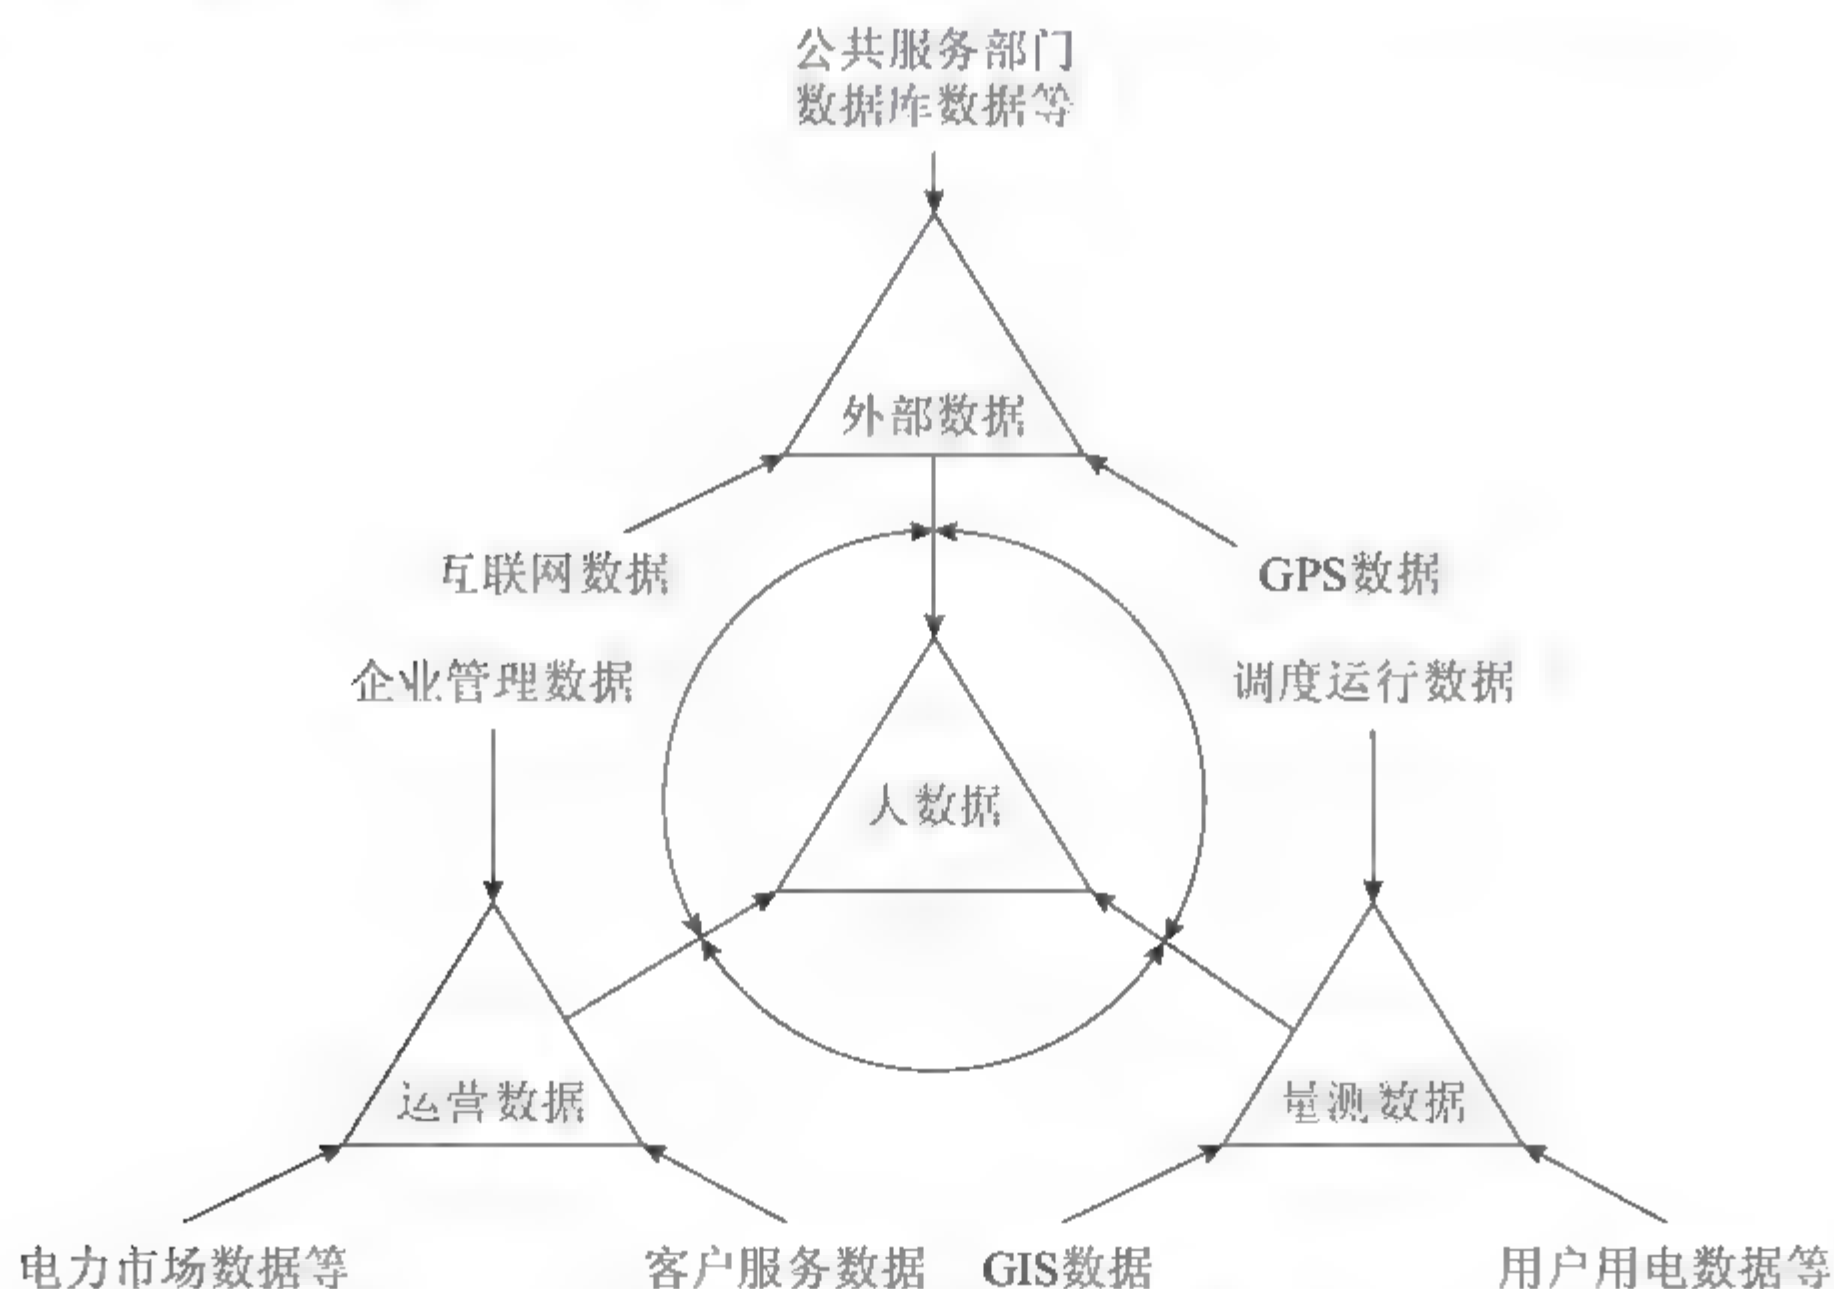 公共服务部门
数据库数据等
外部数据
互联网数据
GPS数据
企业管理数据
调度运行数据
人数据
运营数据
量测数据
电力市场数据等
客户服务数据
GIS数据
用户用电数据等